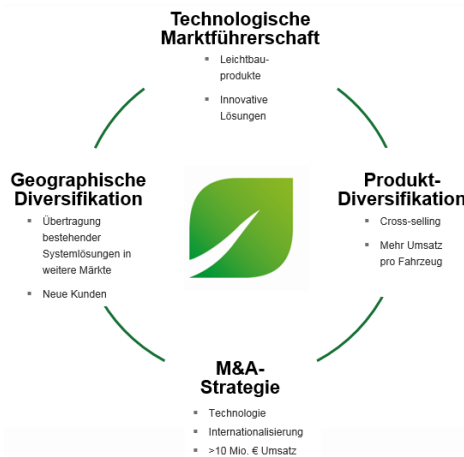 Technologische
Marktführerschaft
▪ Leichtbau-
produkte
▪ Innovative
Lösungen
Geographische
Diversifikation
▪ Übertragung
bestehender
Systemlösungen in
weitere Märkte
▪ Neue Kunden
Produkt-
Diversifikation
▪ Cross-selling
▪ Mehr Umsatz
pro Fahrzeug
M&A-
Strategie
▪ Technologie
▪ Internationalisierung
▪ >10 Mio. € Umsatz